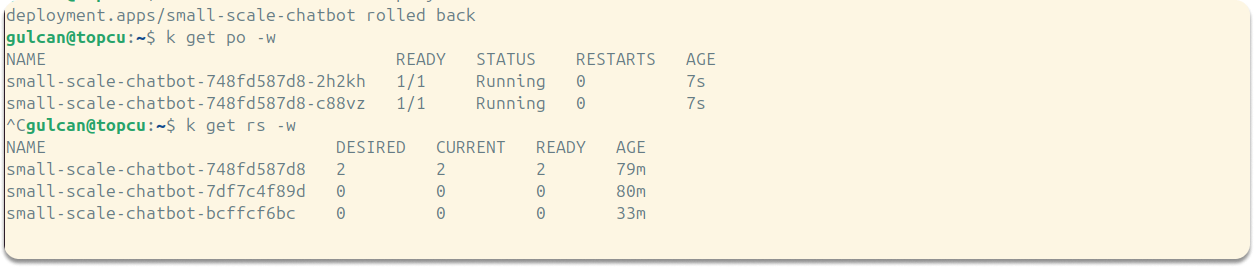 deployment.apps/small-scale-chatbot rolled back
gulcan@topcu:~$ k get po -w
NAME                                   READY   STATUS    RESTARTS   AGE
small-scale-chatbot-748fd587d8-2h2kh   1/1     Running   0          7s
small-scale-chatbot-748fd587d8-c88vz   1/1     Running   0          7s
^Cgulcan@topcu:~$ k get rs -w
NAME                             DESIRED   CURRENT   READY   AGE
small-scale-chatbot-748fd587d8   2         2         2       79m
small-scale-chatbot-7df7c4f89d   0         0         0       80m
small-scale-chatbot-bcffcf6bc    0         0         0       33m